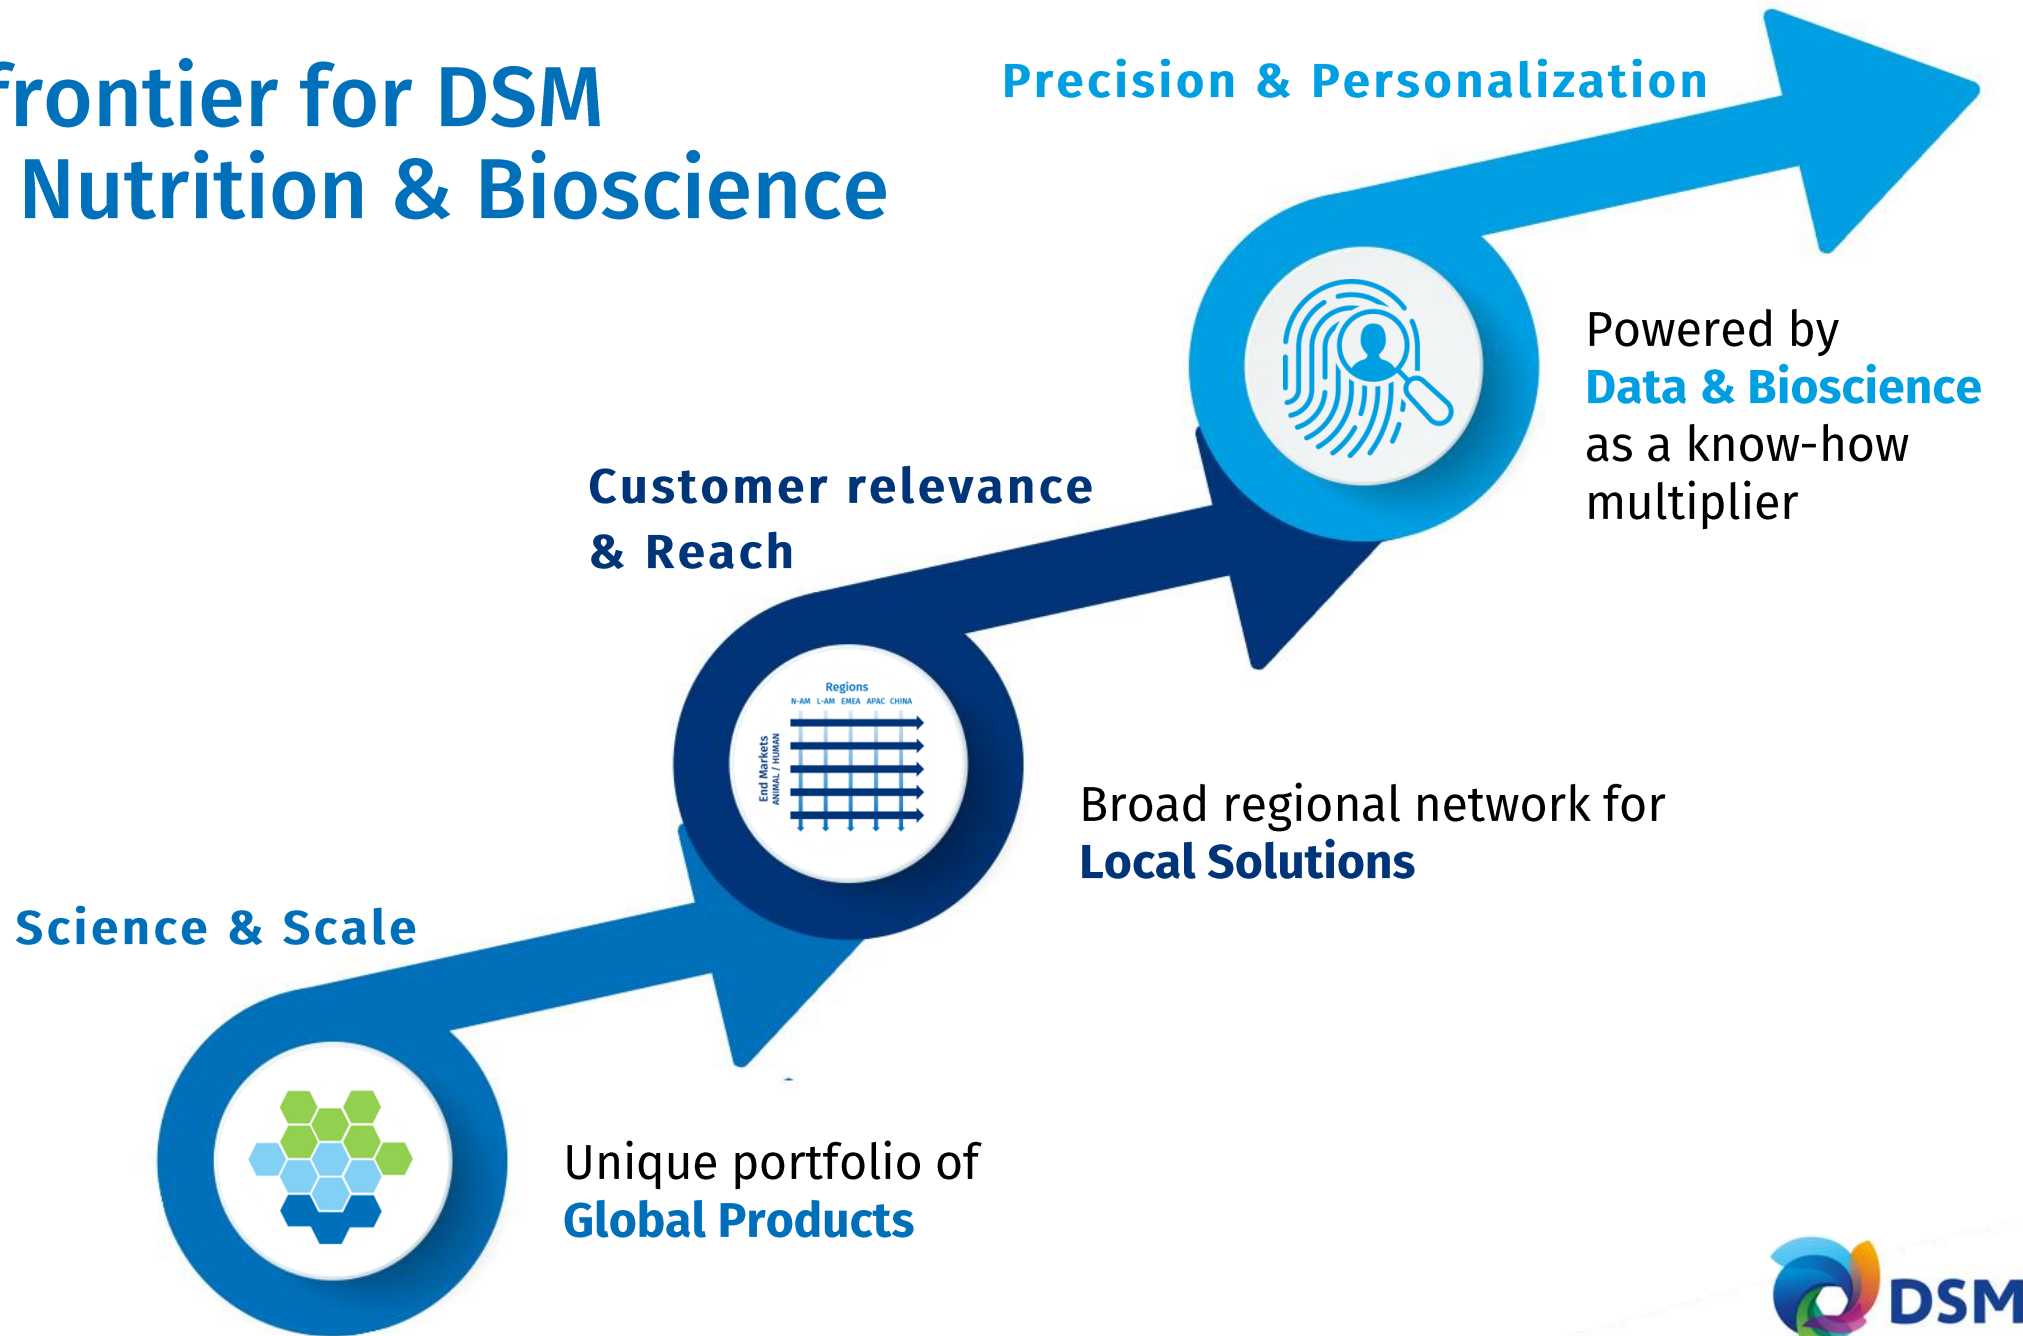 frontier for DSM
Nutrition & Bioscience
Precision & Personalization
Powered by
Data & Bioscience
as a know-how
multiplier
Customer relevance
& Reach
Regions
N-AM L-AM EMEA APAC CHINA
End Markets
ANIMAL / HUMAN
Broad regional network for
Local Solutions
Science & Scale
Unique portfolio of
Global Products
DSM